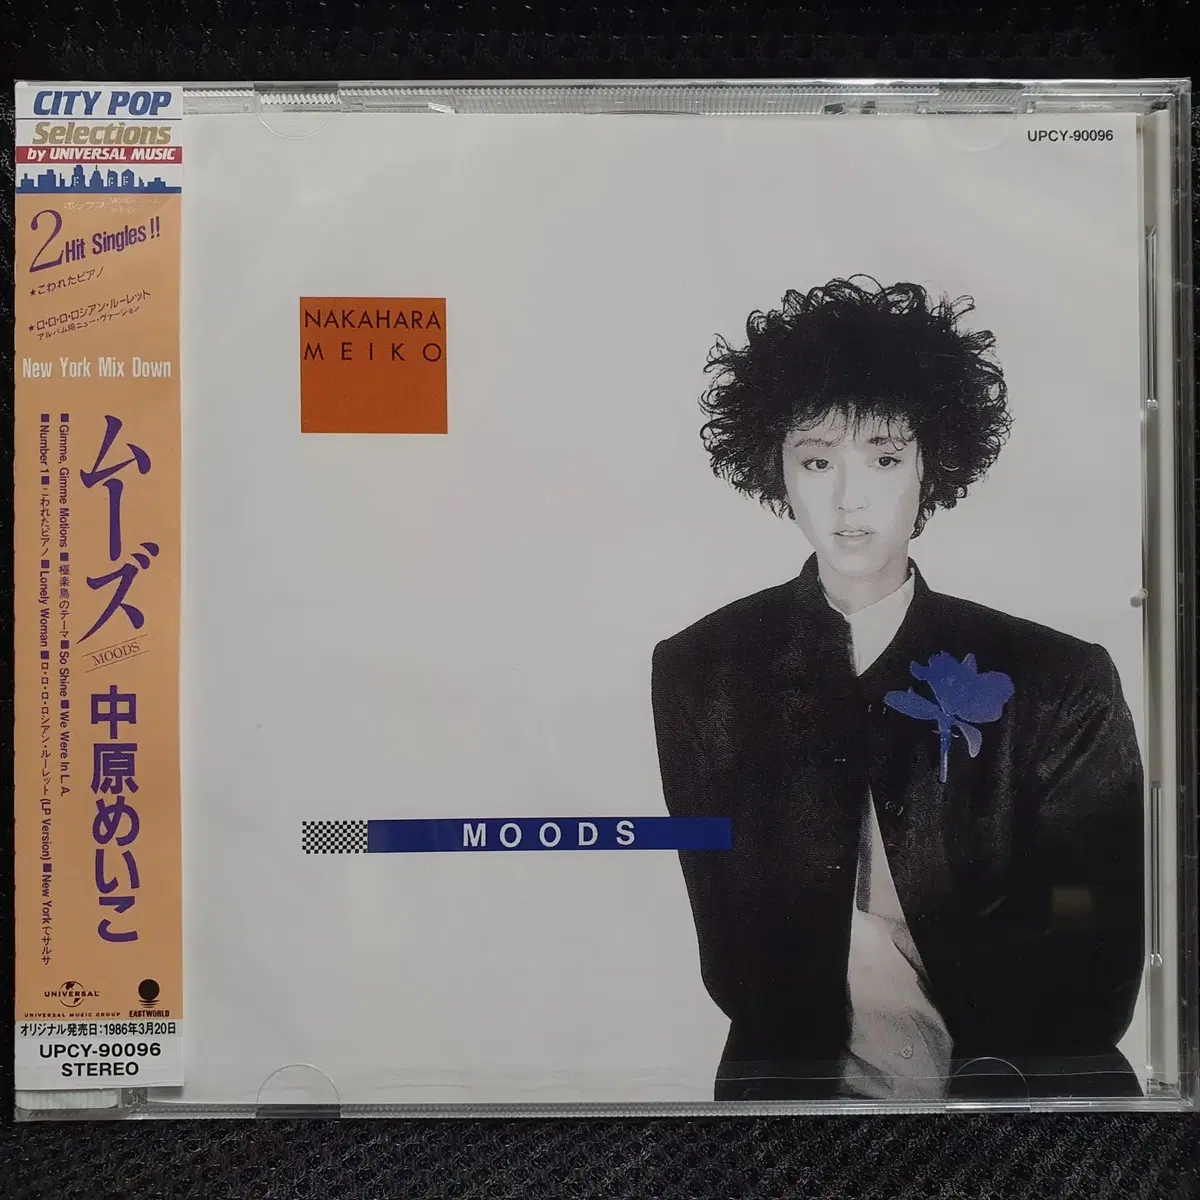 CITY POP
Selections
by UNIVERSAL MUSIC
2 Hit Singles!!
★こわれたピアノ
★ロ・ロ・ロ・ロシアン・ルーレット
アルバム用ニュー・ヴァージョン
New York Mix Down
ムーズ
MOODS
中原めいこ
■Gimme, Gimme Motions ■極楽鳥のテーマ ■So Shine ■We Were in L.A.
■Number 1 ■こわれたピアノ ■Lonely Woman ■ロ・ロ・ロ・ロシアン・ルーレット (LP Version) ■New Yorkでサルサ
UNIVERSAL
UNIVERSAL MUSIC GROUP
EASTWORLD
オリジナル発売日:1986年3月20日
UPCY-90096
STEREO
UPCY-90096
NAKAHARA
MEIKO
MOODS